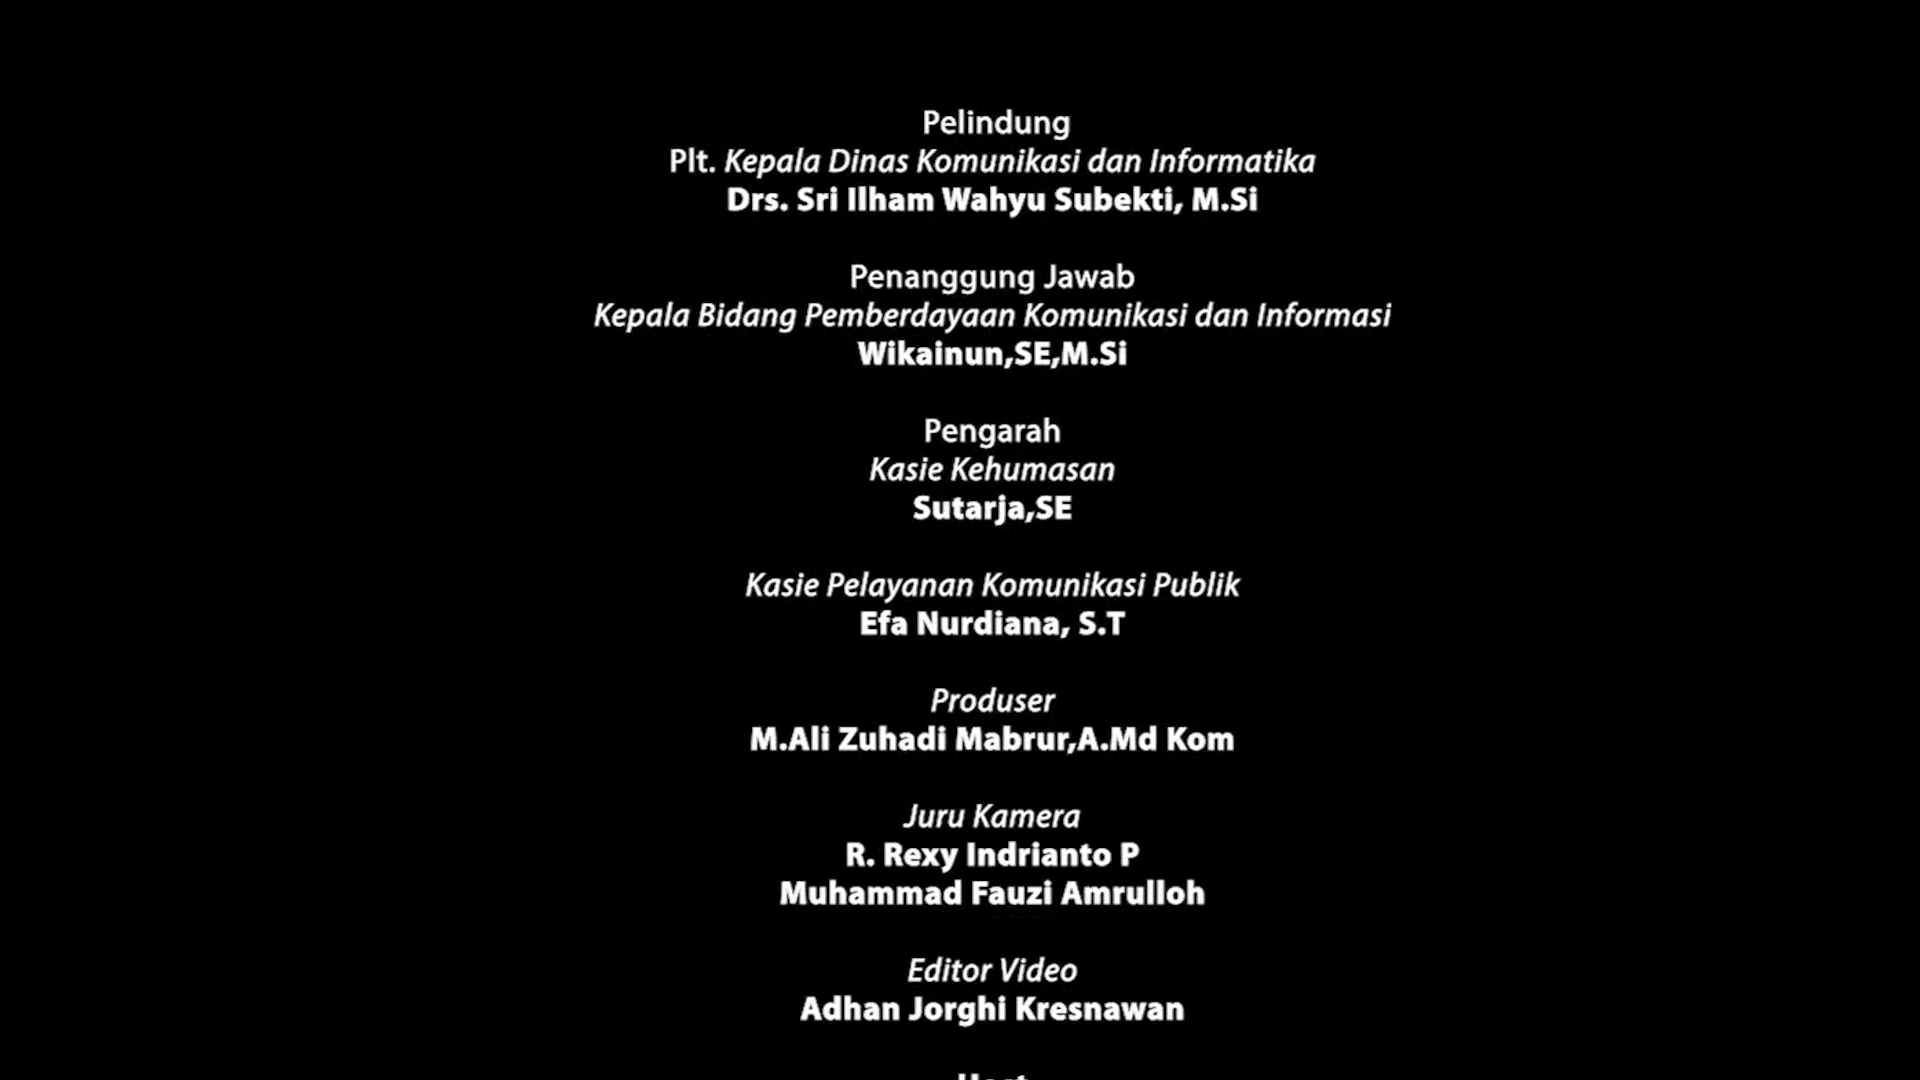 Pelindung
Plt. Kepala Dinas Komunikasi dan Informatika
Drs. Sri Ilham Wahyu Subekti, M.Si
Penanggung Jawab
Kepala Bidang Pemberdayaan Komunikasi dan Informasi
Wikainun,SE,M.Si
Pengarah
Kasie Kehumasan
Sutarja,SE
Kasie Pelayanan Komunikasi Publik
Efa Nurdiana, S.T
Produser
M.Ali Zuhadi Mabrur,A.Md Kom
Juru Kamera
R. Rexy Indrianto P
Muhammad Fauzi Amrulloh
Editor Video
Adhan Jorghi Kresnawan